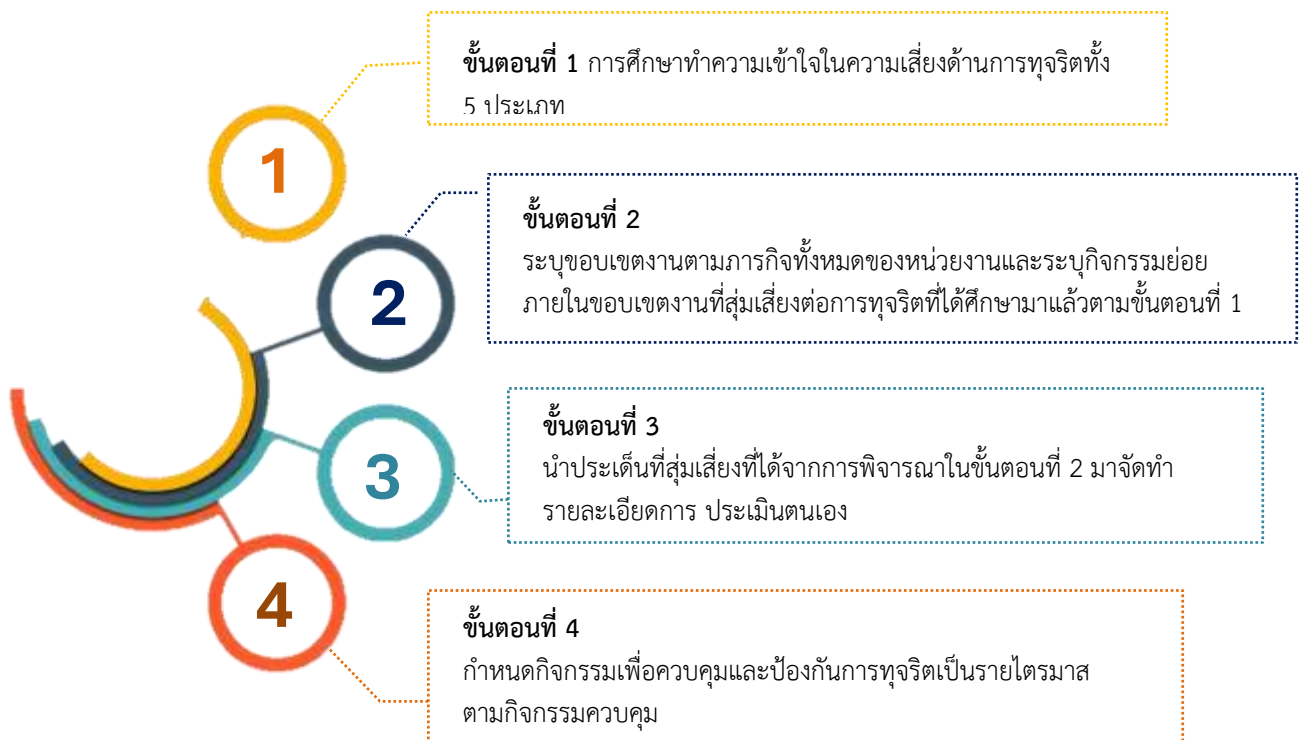 1
ขั้นตอนที่ 1 การศึกษาทำความเข้าใจในความเสี่ยงด้านการทุจริตทั้ง
5 ประเภท
2
ขั้นตอนที่ 2
ระบุขอบเขตงานตามภารกิจทั้งหมดของหน่วยงานและระบุกิจกรรมย่อย
ภายในขอบเขตงานที่สุ่มเสี่ยงต่อการทุจริตที่ได้ศึกษามาแล้วตามขั้นตอนที่ 1
3
ขั้นตอนที่ 3
นำประเด็นที่สุ่มเสี่ยงที่ได้จากการพิจารณาในขั้นตอนที่ 2 มาจัดทำ
รายละเอียดการ ประเมินตนเอง
4
ขั้นตอนที่ 4
กำหนดกิจกรรมเพื่อควบคุมและป้องกันการทุจริตเป็นรายไตรมาส
ตามกิจกรรมควบคุม